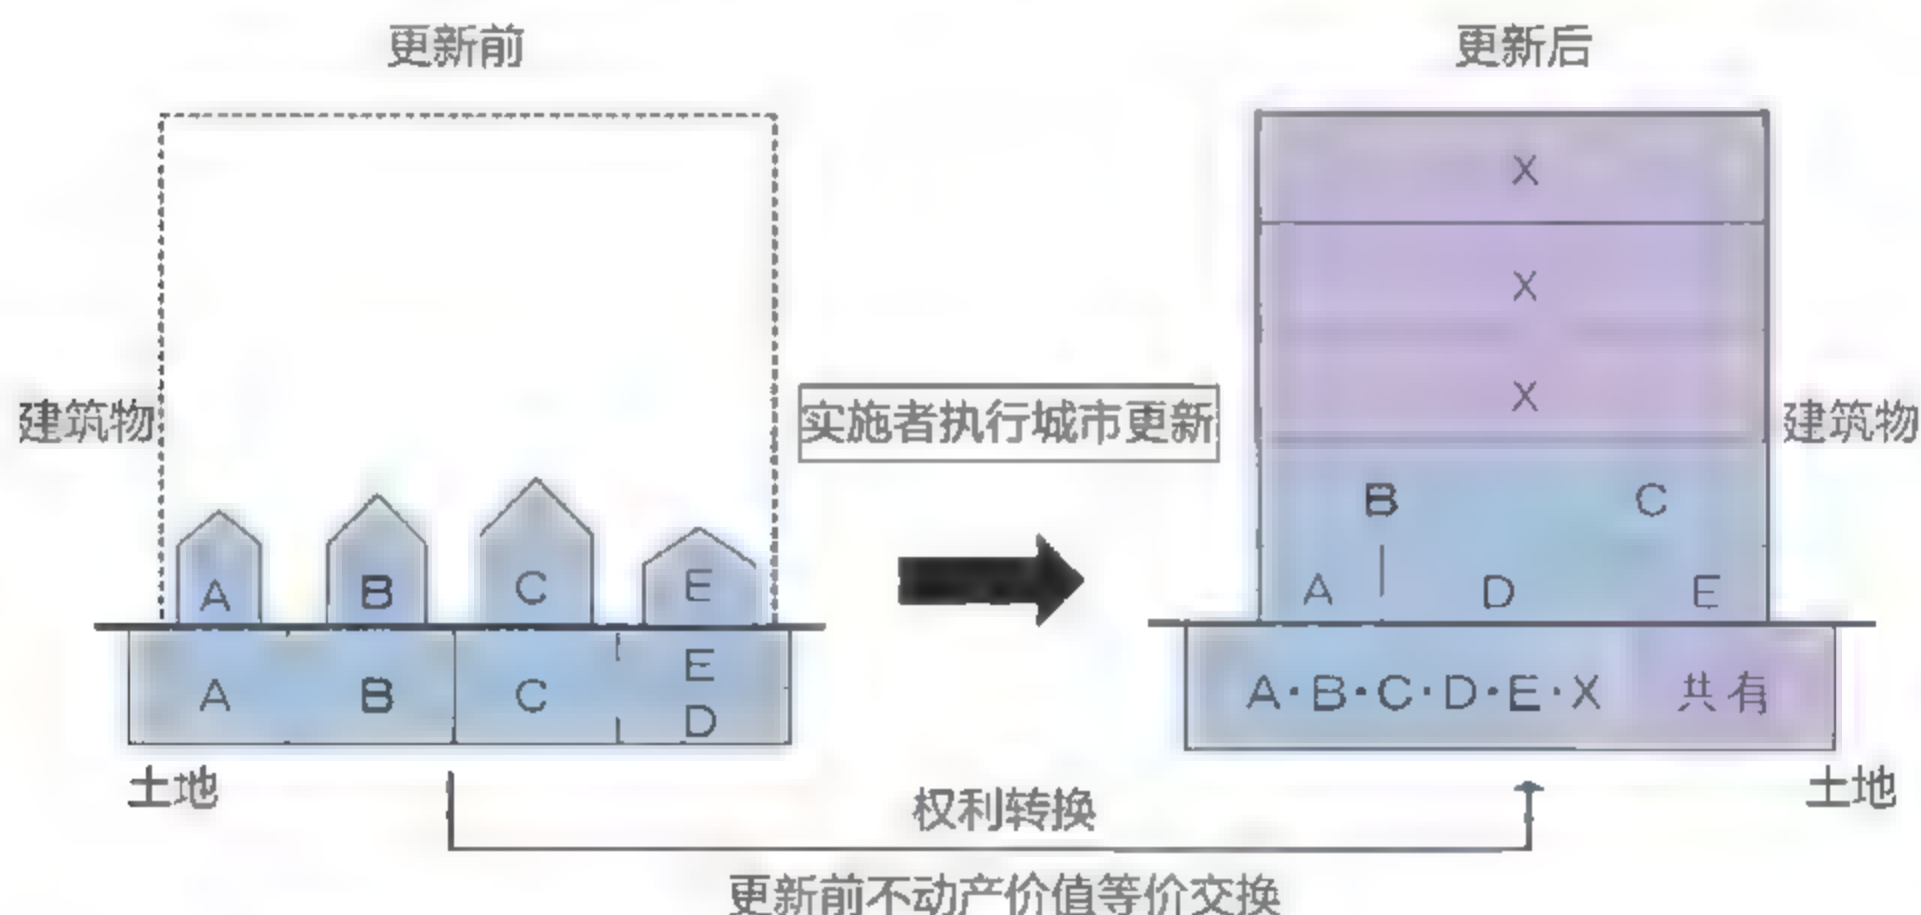 更新前
更新后
X
X
建筑物
实施者执行城市更新
X
建筑物
B
C
A
B
C
E
A
D
E
A
B
C
E
D
A·B·C·D·E·X 共有
土地
土地
权利转换
更新前不动产价值等价交换